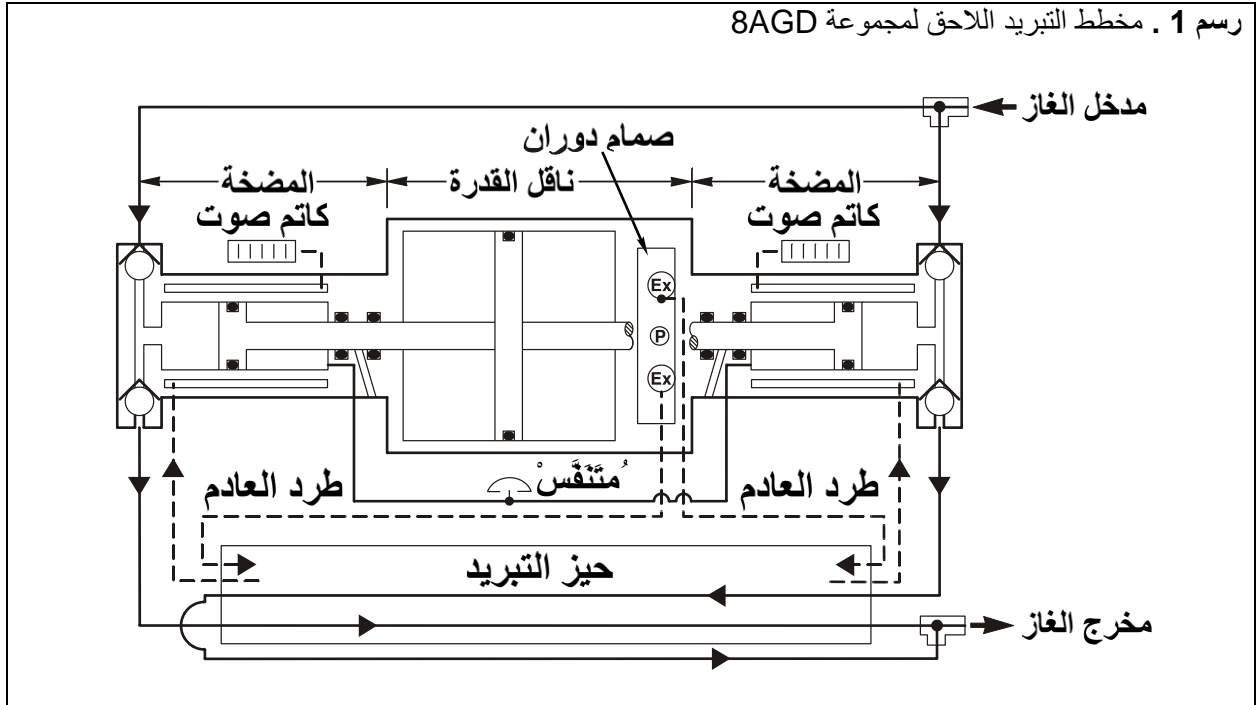 رسم 1 . مخطط التبريد اللاحق لمجموعة 8AGD
مدخل الغاز
صمام دوران
المضخة
ناقل القدرة
المضخة
كاتم صوت
كاتم صوت
Ex
P
Ex
مُتَنَفَّسْ
طرد العادم
طرد العادم
حيز التبريد
مخرج الغاز